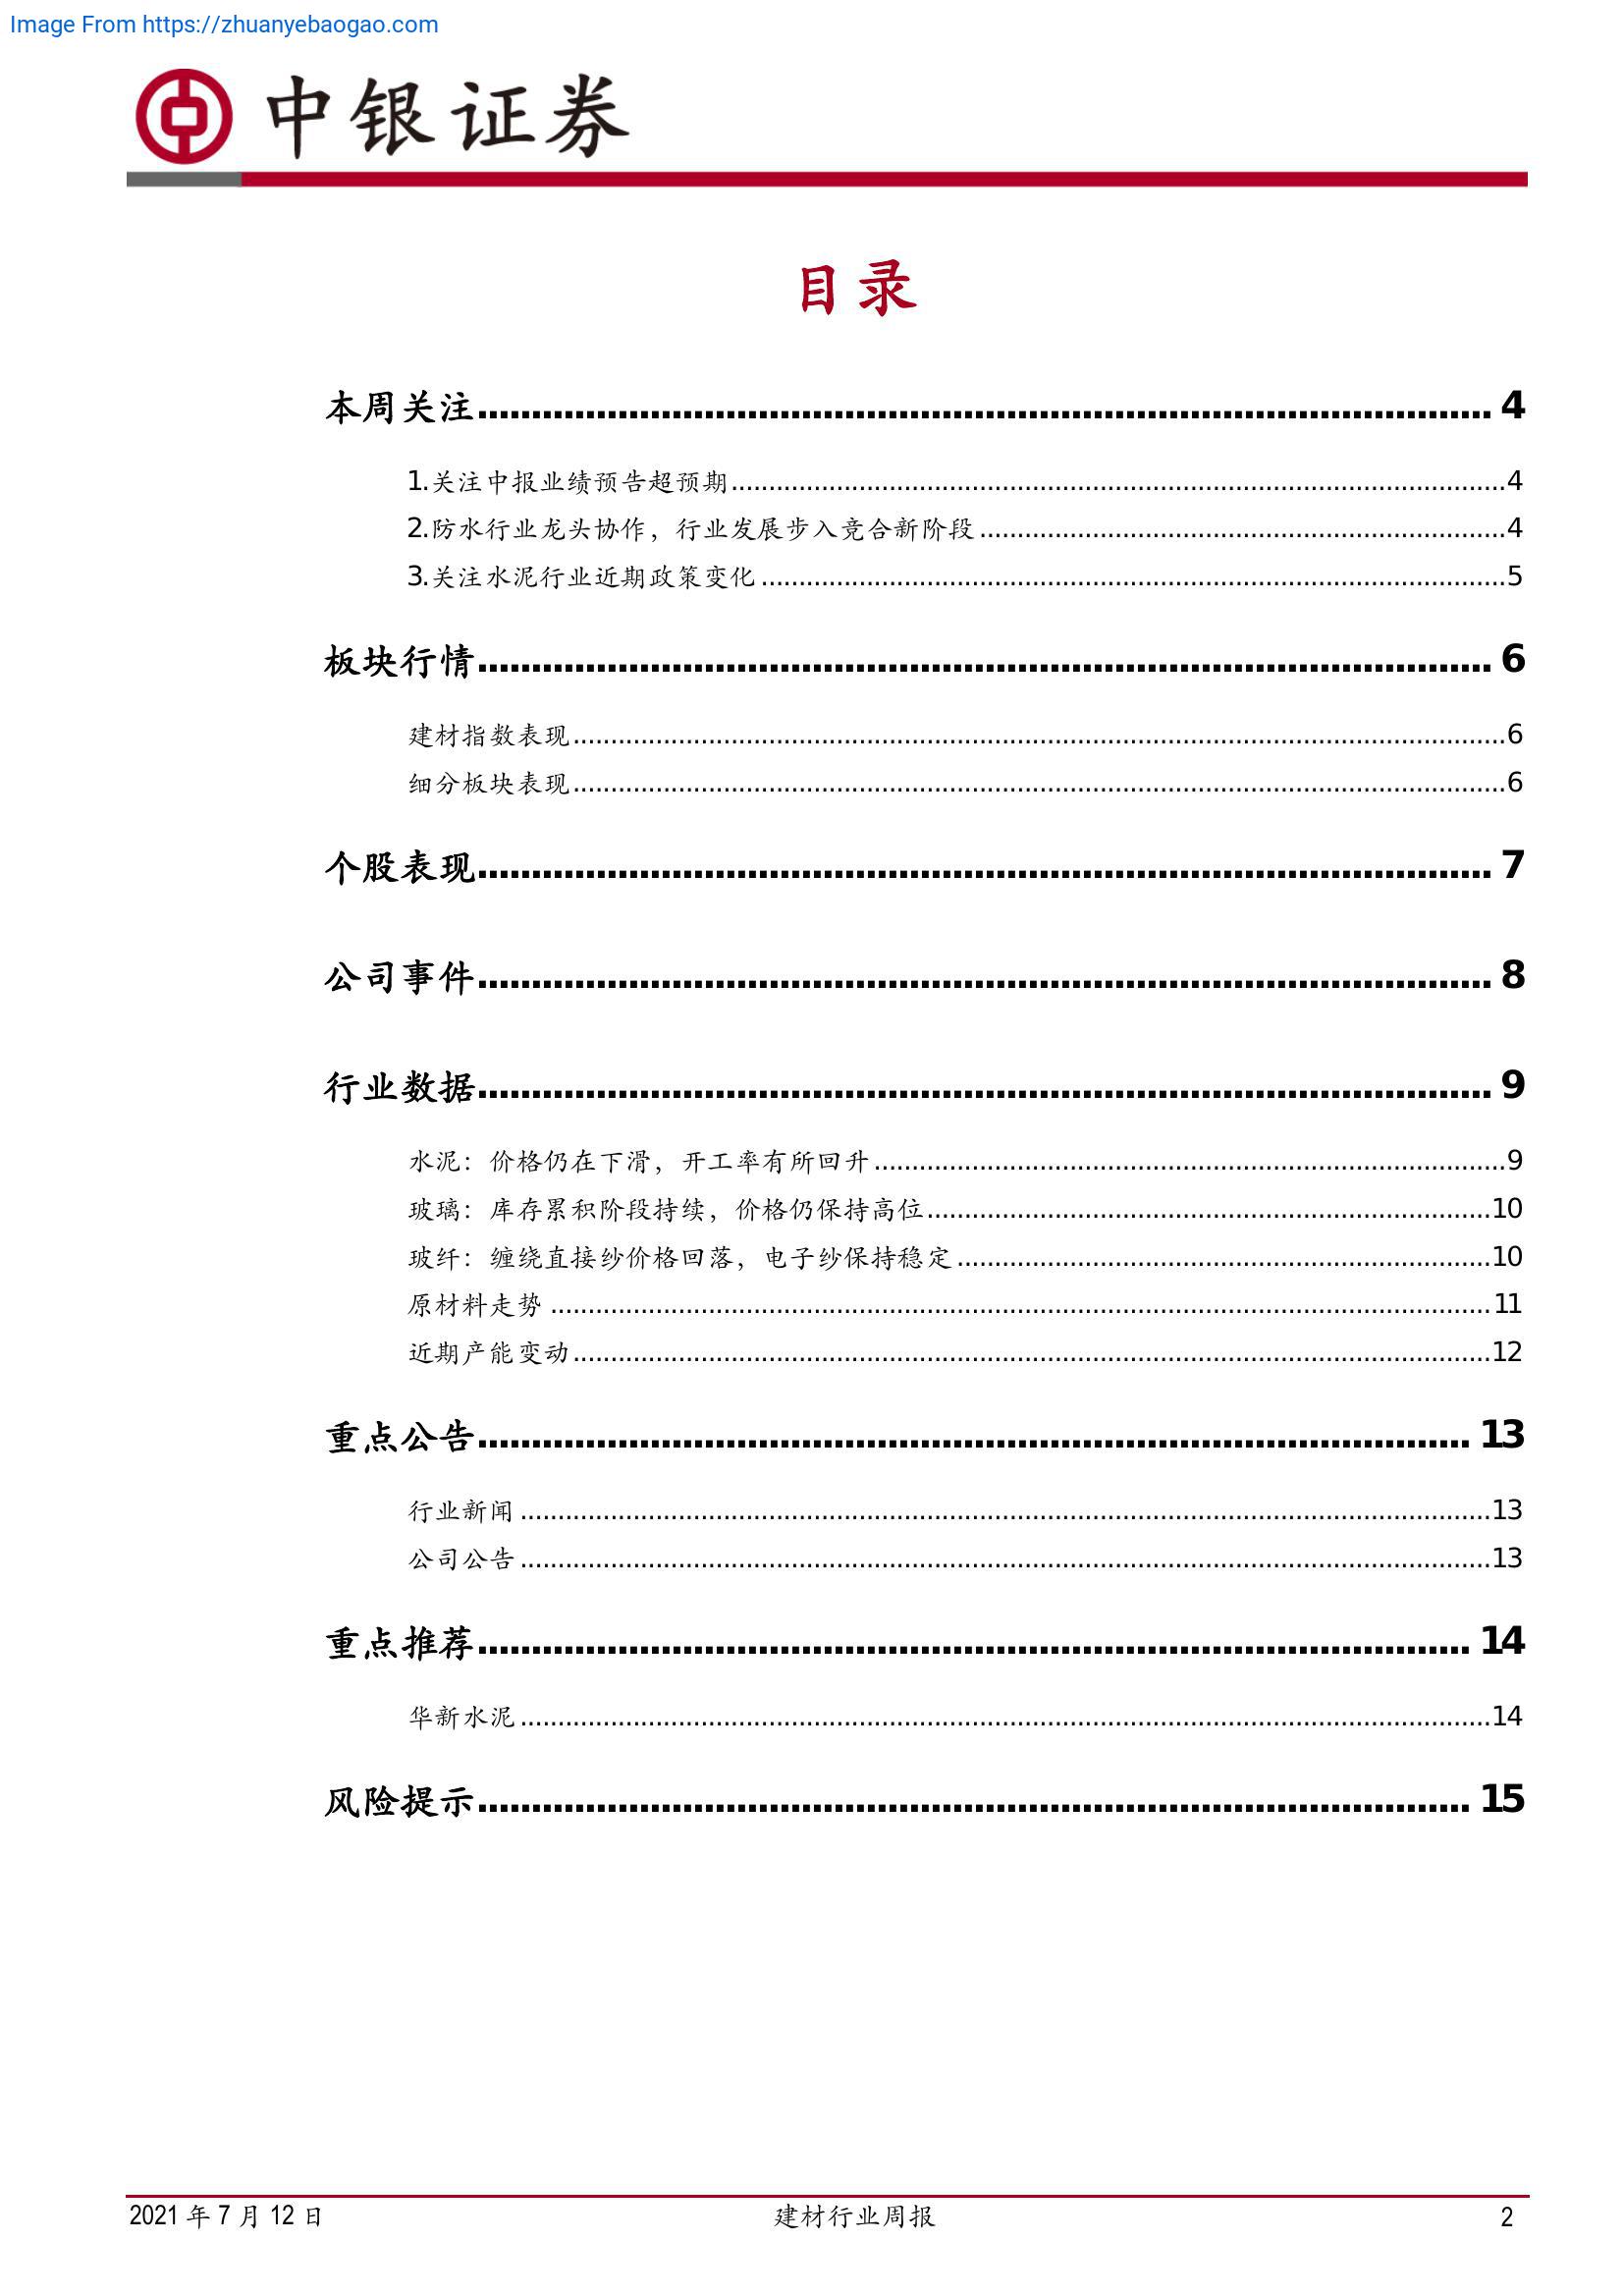 Image From https://zhuanyebaogao.com
中银证券
目录
本周关注 4
1.关注中报业绩预告超预期 4
2.防水行业龙头协作，行业发展步入竞合新阶段 4
3.关注水泥行业近期政策变化 5
板块行情 6
建材指数表现 6
细分板块表现 6
个股表现 7
公司事件 8
行业数据 9
水泥：价格仍在下滑，开工率有所回升 9
玻璃：库存累积阶段持续，价格仍保持高位 10
玻纤：缠绕直接纱价格回落，电子纱保持稳定 10
原材料走势 11
近期产能变动 12
重点公告 13
行业新闻 13
公司公告 13
重点推荐 14
华新水泥 14
风险提示 15
2021 年 7 月 12 日 建材行业周报 2